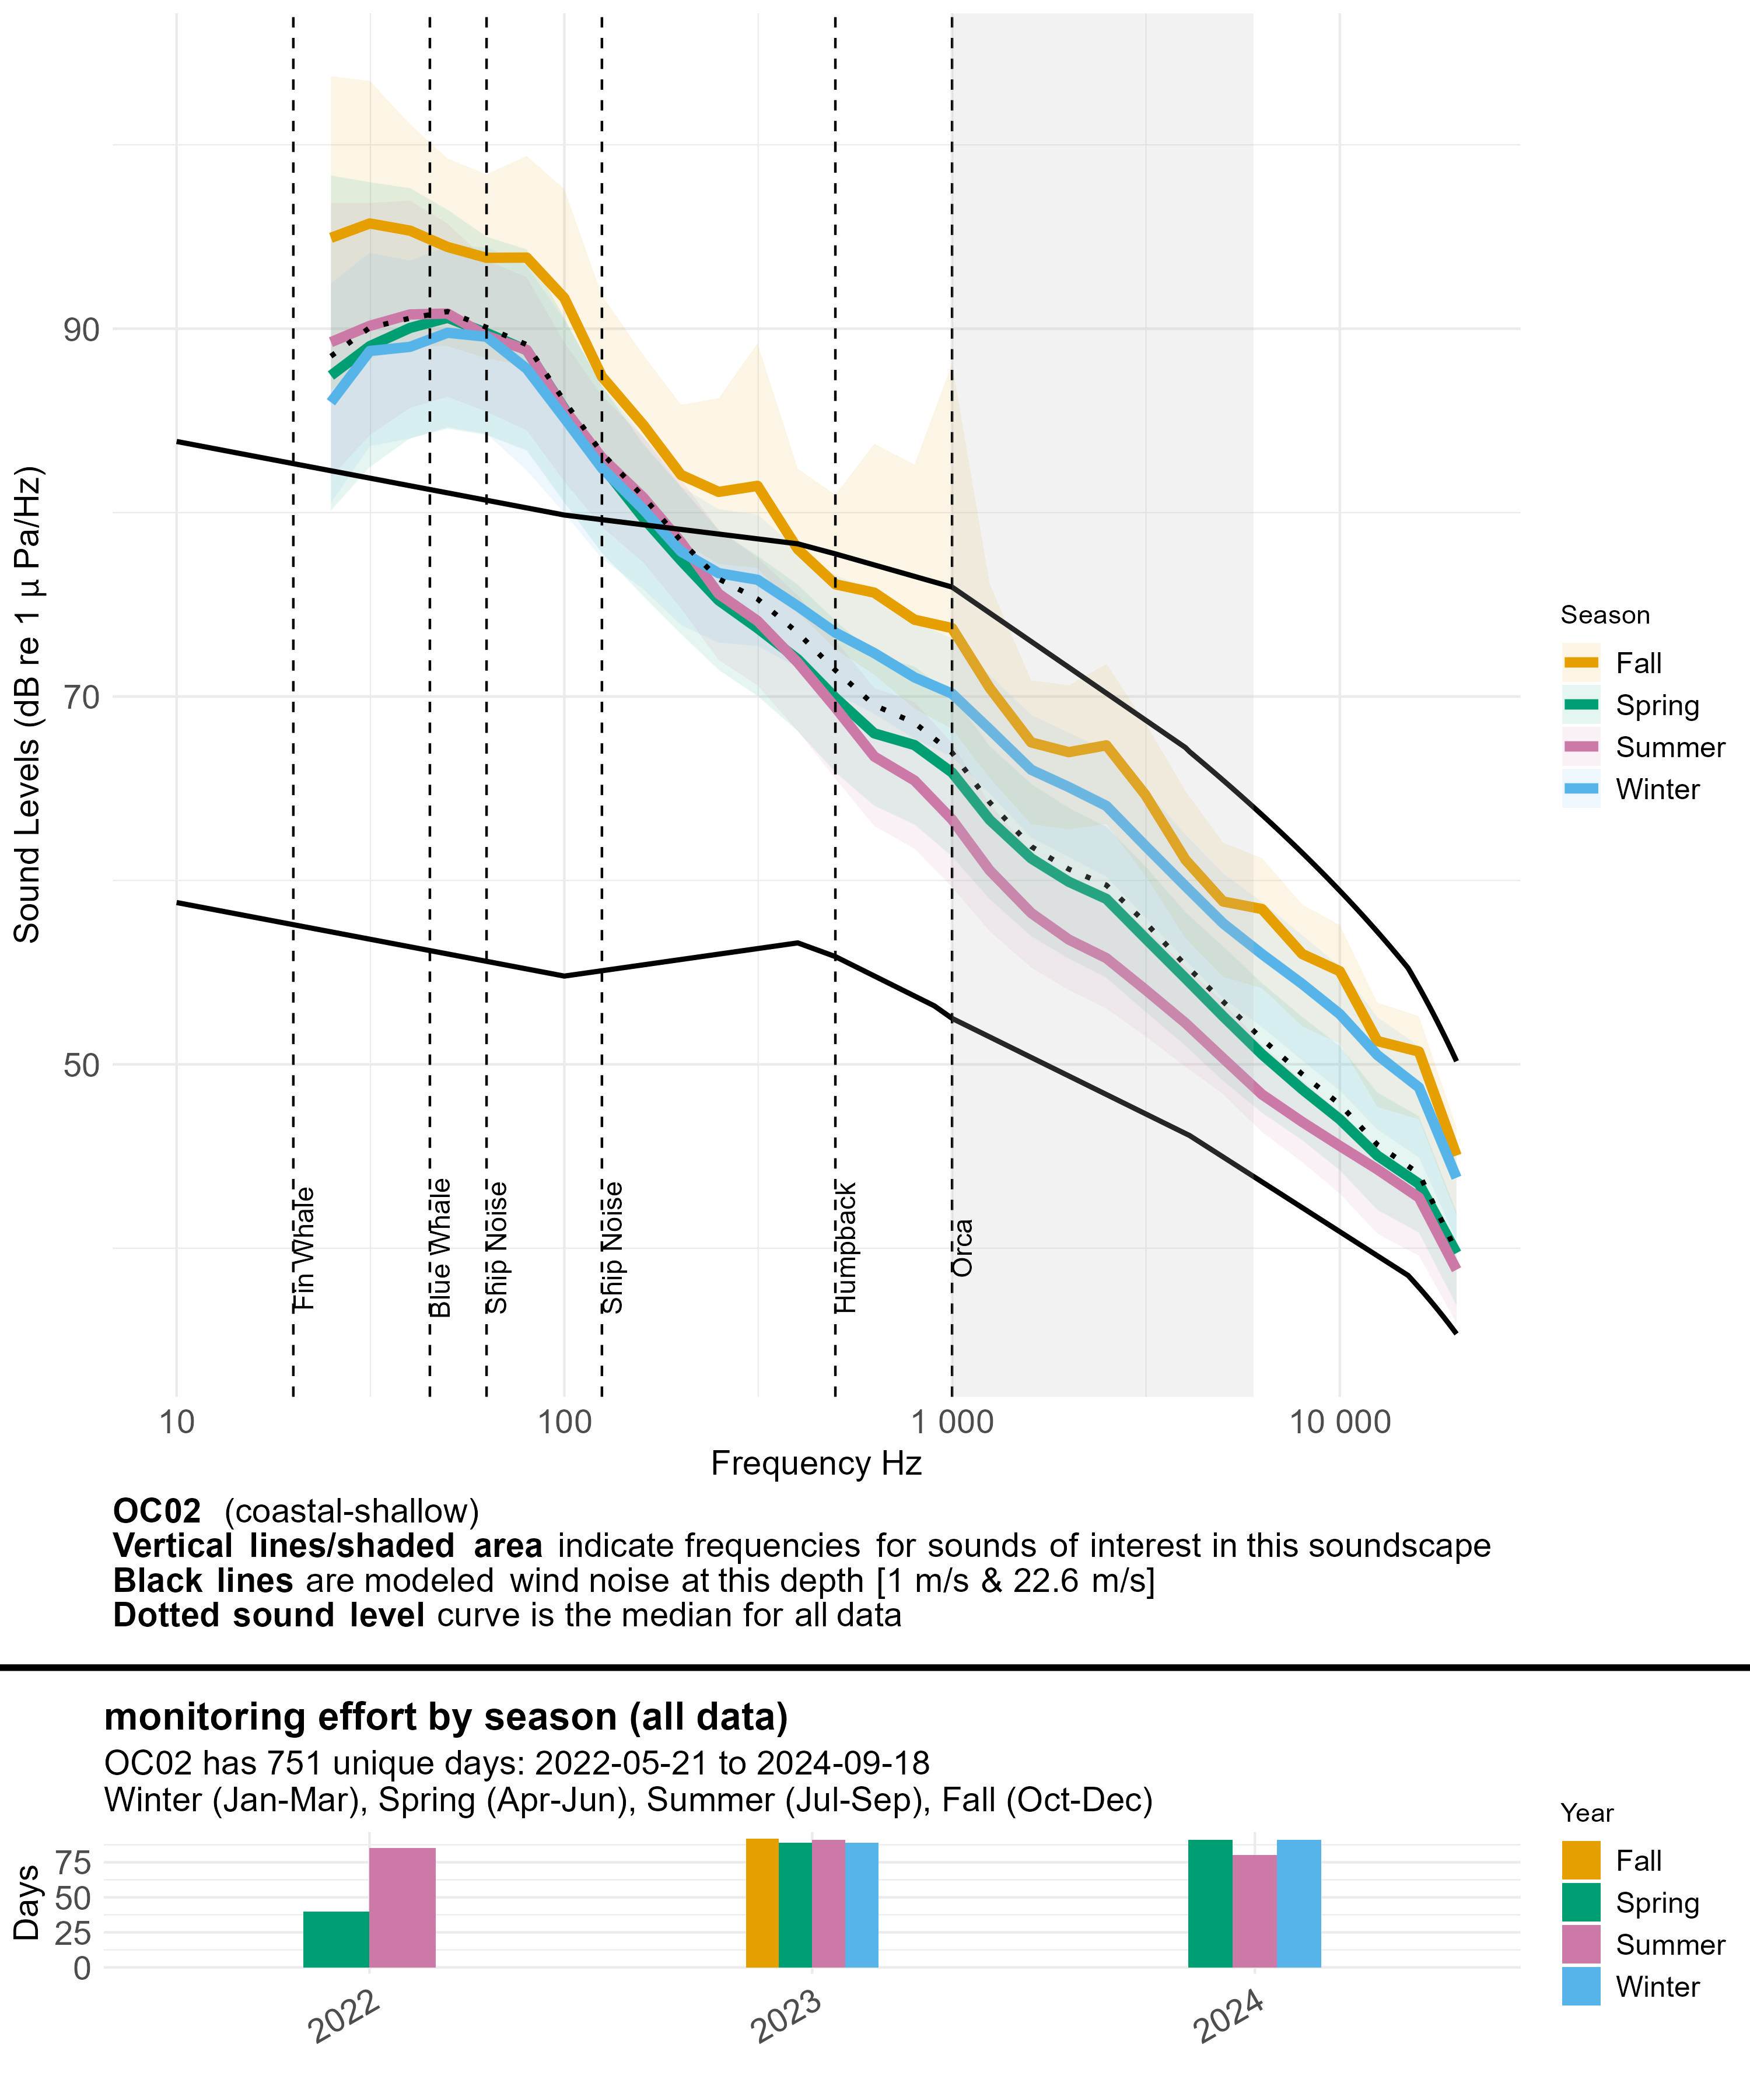 90
70
50
Sound Levels (dB re 1 µ Pa/Hz)
Fin Whale
Blue Whale
Ship Noise
Ship Noise
Humpback
Orca
10
100
1 000
10 000
Frequency Hz
Season
Fall
Spring
Summer
Winter
OC02 (coastal-shallow)
Vertical lines/shaded area indicate frequencies for sounds of interest in this soundscape
Black lines are modeled wind noise at this depth [1 m/s & 22.6 m/s]
Dotted sound level curve is the median for all data
monitoring effort by season (all data)
OC02 has 751 unique days: 2022-05-21 to 2024-09-18
Winter (Jan-Mar), Spring (Apr-Jun), Summer (Jul-Sep), Fall (Oct-Dec)
Days
75
50
25
0
2022
2023
2024
Year
Fall
Spring
Summer
Winter